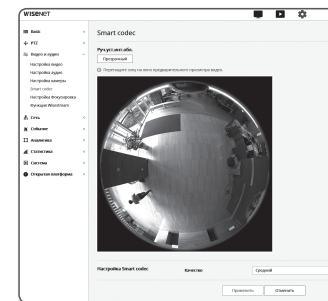 WISENET
Basic
PTZ
Видео и аудио
Настройка видео
Настройка аудио
Настройка камеры
Smart codec
Настройка Фокусировка
Функция Wisestream
Сеть
Событие
Аналитика
Статистика
Система
Открытая платформа
Smart codec
Руч.уст.инт.обл.
Прозрачный
Перетащите зону на окно предварительного просмотра видео.
Настройка Smart codec
Качество
Средний
Применить
Отменить